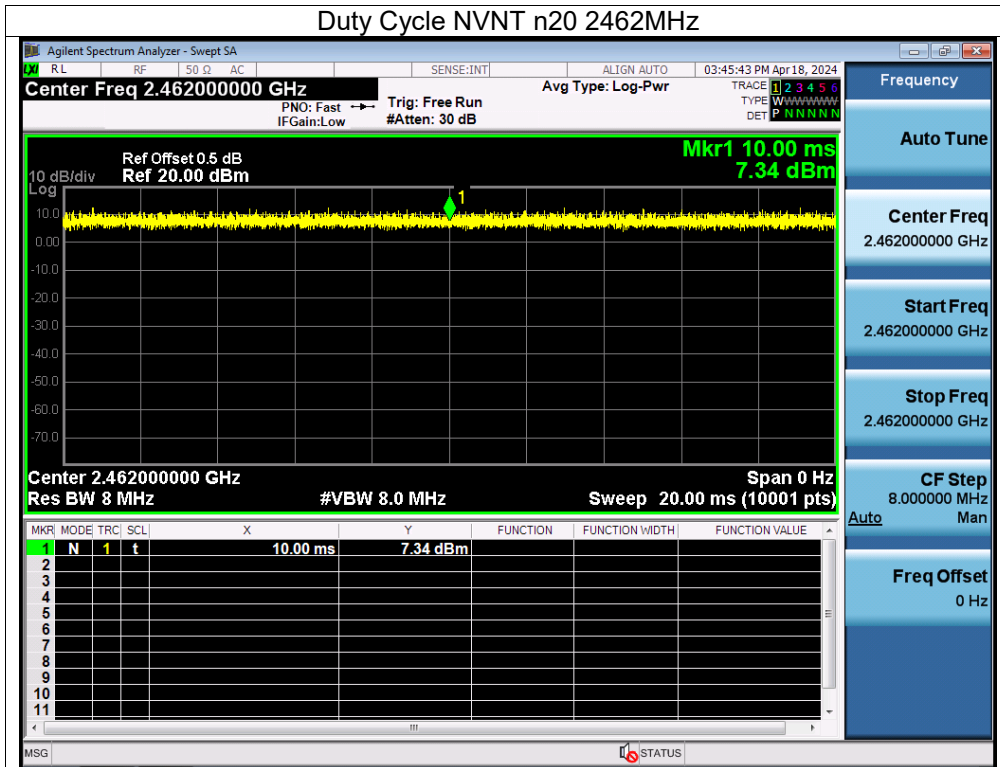 Duty Cycle NVNT n20 2462MHz
Agilent Spectrum Analyzer - Swept SA
LXI RL RF 50 Ω AC SENSE:INT ALIGN AUTO 03:45:43 PM Apr 18, 2024
Center Freq 2.462000000 GHz Avg Type: Log-Pwr TRACE 1 2 3 4 5 6
PNO: Fast Trig: Free Run TYPE WWWWWW
IFGain:Low #Atten: 30 dB DET P N N N N N
Mkr1 10.00 ms
7.34 dBm
Ref Offset 0.5 dB
10 dB/div Ref 20.00 dBm
Log
1
10.0
0.00
-10.0
-20.0
-30.0
-40.0
-50.0
-60.0
-70.0
Center 2.462000000 GHz Span 0 Hz
Res BW 8 MHz #VBW 8.0 MHz Sweep 20.00 ms (10001 pts)
MKR MODE TRC SCL X Y FUNCTION FUNCTION WIDTH FUNCTION VALUE
1 N 1 t 10.00 ms 7.34 dBm
2
3
4
5
6
7
8
9
10
11
MSG STATUS
Frequency
Auto Tune
Center Freq
2.462000000 GHz
Start Freq
2.462000000 GHz
Stop Freq
2.462000000 GHz
CF Step
8.000000 MHz
Auto Man
Freq Offset
0 Hz